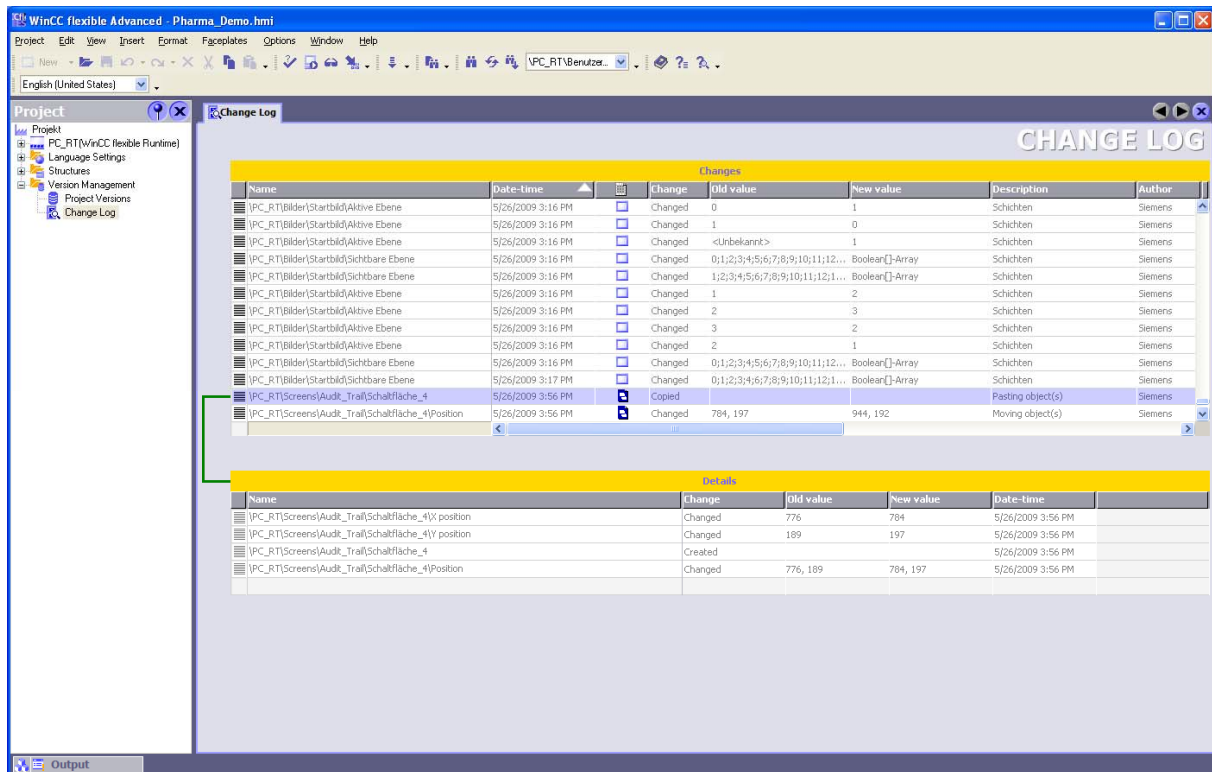 WinCC flexible Advanced - Pharma_Demo.hmi
Project Edit View Insert Format Faceplates Options Window Help
New \PC_RT\Benutze...
English (United States)
Project
Change Log
Projekt
PC_RT(WinCC flexible Runtime)
Language Settings
Structures
Version Management
Project Versions
Change Log
CHANGE LOG
Changes
Name Date-time Change Old value New value Description Author
\PC_RT\Bilder\Startbild\Aktive Ebene 5/26/2009 3:16 PM Changed 0 1 Schichten Siemens
\PC_RT\Bilder\Startbild\Aktive Ebene 5/26/2009 3:16 PM Changed 1 0 Schichten Siemens
\PC_RT\Bilder\Startbild\Aktive Ebene 5/26/2009 3:16 PM Changed <Unbekannt> 1 Schichten Siemens
\PC_RT\Bilder\Startbild\Sichtbare Ebene 5/26/2009 3:16 PM Changed 0;1;2;3;4;5;6;7;8;9;10;11;12... Boolean[]-Array Schichten Siemens
\PC_RT\Bilder\Startbild\Sichtbare Ebene 5/26/2009 3:16 PM Changed 1;2;3;4;5;6;7;8;9;10;11;12;1... Boolean[]-Array Schichten Siemens
\PC_RT\Bilder\Startbild\Aktive Ebene 5/26/2009 3:16 PM Changed 1 2 Schichten Siemens
\PC_RT\Bilder\Startbild\Aktive Ebene 5/26/2009 3:16 PM Changed 2 3 Schichten Siemens
\PC_RT\Bilder\Startbild\Aktive Ebene 5/26/2009 3:16 PM Changed 3 2 Schichten Siemens
\PC_RT\Bilder\Startbild\Aktive Ebene 5/26/2009 3:16 PM Changed 2 1 Schichten Siemens
\PC_RT\Bilder\Startbild\Sichtbare Ebene 5/26/2009 3:16 PM Changed 0;1;2;3;4;5;6;7;8;9;10;11;12... Boolean[]-Array Schichten Siemens
\PC_RT\Bilder\Startbild\Sichtbare Ebene 5/26/2009 3:17 PM Changed 0;1;2;3;4;6;7;8;9;10;11;12;1... Boolean[]-Array Schichten Siemens
\PC_RT\Screens\Audit_Trail\Schaltfläche_4 5/26/2009 3:56 PM Copied Pasting object(s) Siemens
\PC_RT\Screens\Audit_Trail\Schaltfläche_4\Position 5/26/2009 3:56 PM Changed 784, 197 944, 192 Moving object(s) Siemens
Details
Name Change Old value New value Date-time
\PC_RT\Screens\Audit_Trail\Schaltfläche_4\X position Changed 776 784 5/26/2009 3:56 PM
\PC_RT\Screens\Audit_Trail\Schaltfläche_4\Y position Changed 189 197 5/26/2009 3:56 PM
\PC_RT\Screens\Audit_Trail\Schaltfläche_4 Created 5/26/2009 3:56 PM
\PC_RT\Screens\Audit_Trail\Schaltfläche_4\Position Changed 776, 189 784, 197 5/26/2009 3:56 PM
Output